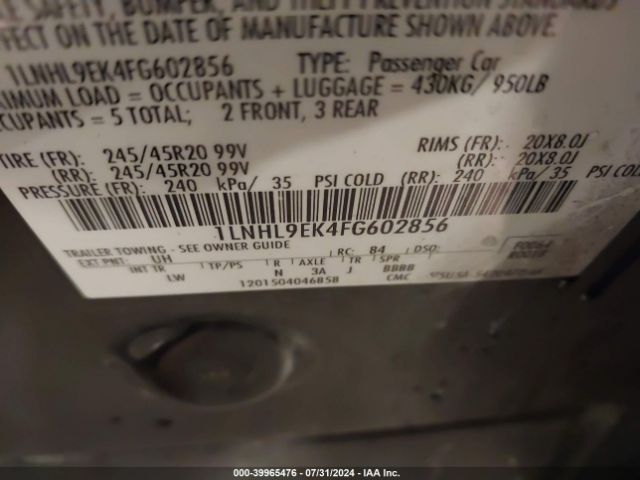 SAFETY, BUMPER, AND THEFT PREVENTION STANDARDS
EFFECT ON THE DATE OF MANUFACTURE SHOWN ABOVE.
1LNHL9EK4FG602856 TYPE: Passenger Car
MAXIMUM LOAD = OCCUPANTS + LUGGAGE = 430KG/ 950LB
OCCUPANTS = 5 TOTAL; 2 FRONT, 3 REAR
TIRE (FR): 245/45R20 99V RIMS (FR): 20X8.0J
(RR): 245/45R20 99V (RR): 20X8.0J
PRESSURE (FR): 240 kPa/ 35 PSI COLD (RR): 240 kPa/ 35 PSI COLD
1LNHL9EK4FG602856
TRAILER TOWING - SEE OWNER GUIDE
EXT PNT: UH RC: 84 DSO:
INT TR TP/PS R AXLE TR SPR
LW N 3A J BBBB
1201504046858 CMC
000-39965476 / 07/31/2024 - IAA Inc.